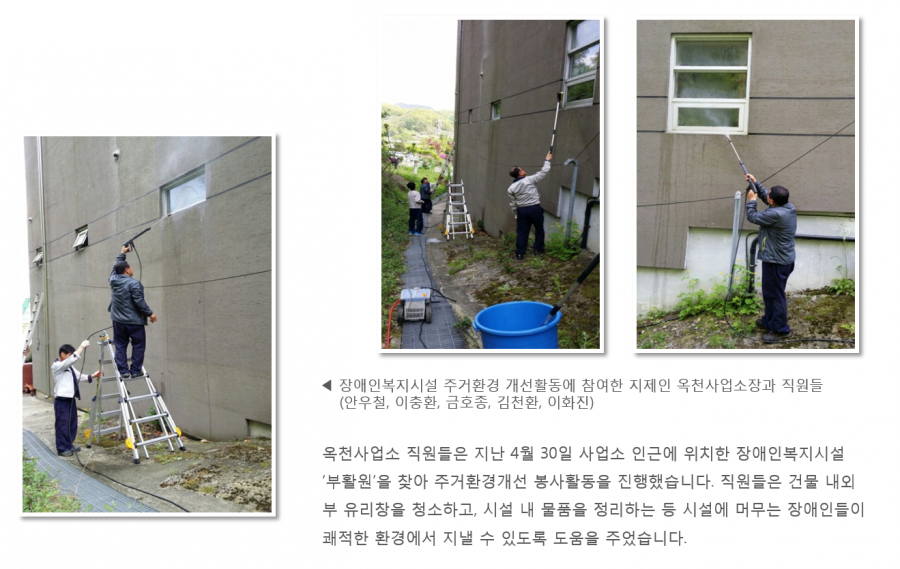 ◀ 장애인복지시설 주거환경 개선활동에 참여한 지제인 옥천사업소장과 직원들
(안우철, 이충환, 금호종, 김천환, 이화진)
옥천사업소 직원들은 지난 4월 30일 사업소 인근에 위치한 장애인복지시설
‘부활원’을 찾아 주거환경개선 봉사활동을 진행했습니다. 직원들은 건물 내외
부 유리창을 청소하고, 시설 내 물품을 정리하는 등 시설에 머무는 장애인들이
쾌적한 환경에서 지낼 수 있도록 도움을 주었습니다.